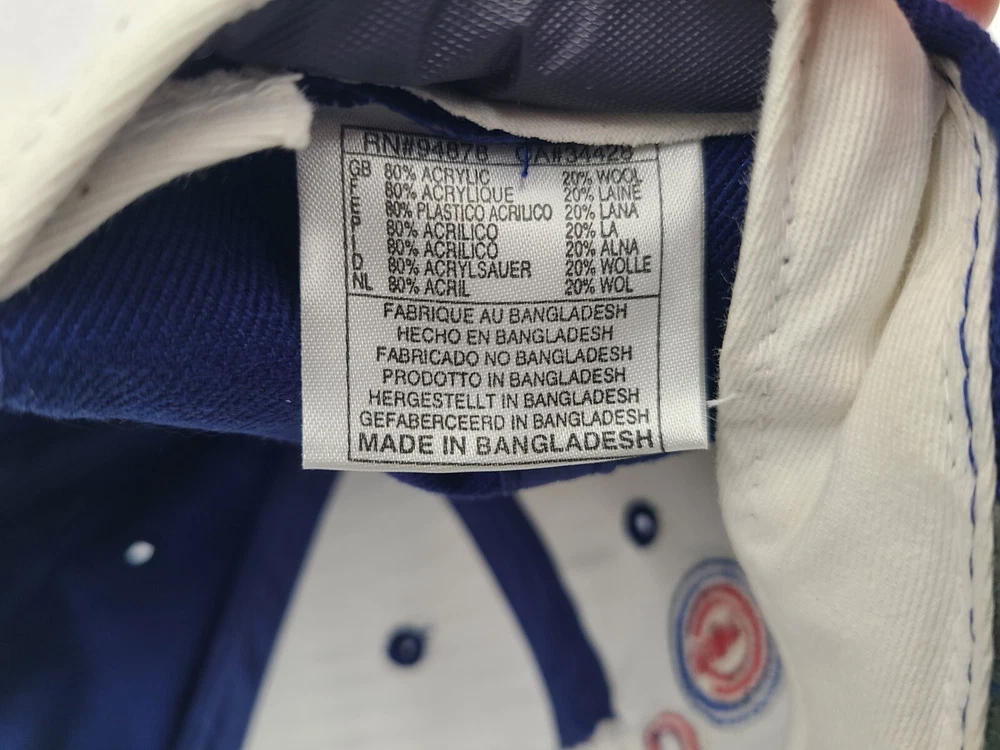 RN#94878 CA#34428
GB 80% ACRYLIC 20% WOOL
F 80% ACRYLIQUE 20% LAINE
E 80% PLASTICO ACRILICO 20% LANA
P 80% ACRILICO 20% LA
I 80% ACRILICO 20% ALNA
D 80% ACRYLSAUER 20% WOLLE
NL 80% ACRIL 20% WOL
FABRIQUE AU BANGLADESH
HECHO EN BANGLADESH
FABRICADO NO BANGLADESH
PRODOTTO IN BANGLADESH
HERGESTELLT IN BANGLADESH
GEFABERCEERD IN BANGLADESH
MADE IN BANGLADESH